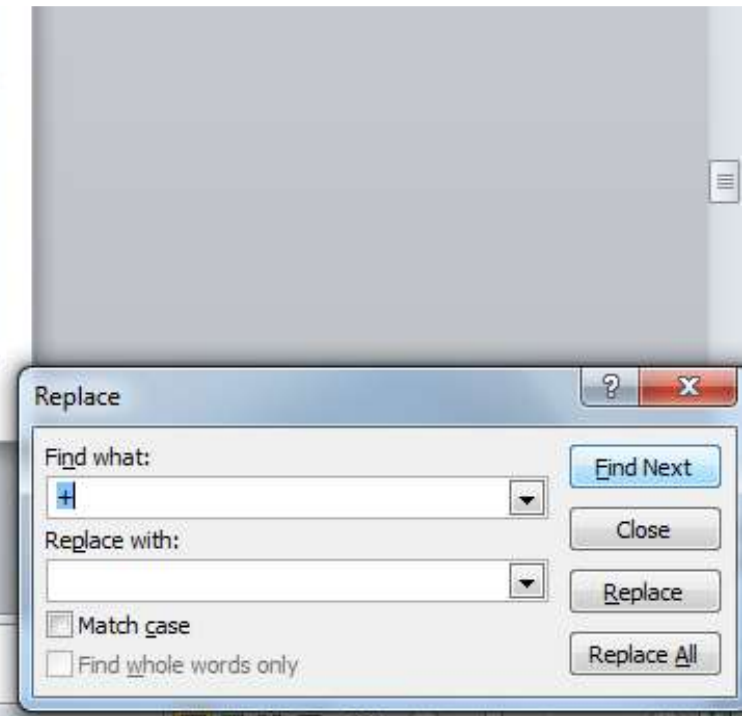 Replace
? X
Find what:
+
Find Next
Close
Replace with:
Replace
Match case
Find whole words only
Replace All